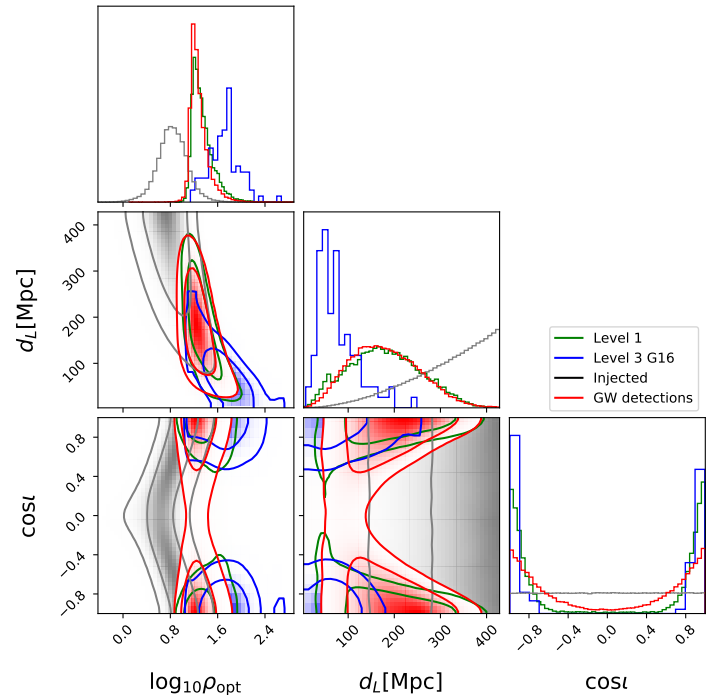 400
300
200
100
d_L[Mpc]
Level 1
Level 3 G16
Injected
GW detections
0.8
0.4
0.0
−0.4
−0.8
cosι
0.0 0.8 1.6 2.4
100 200 300 400
−0.8 −0.4 0.0 0.4 0.8
log₁₀ρ_opt
d_L[Mpc]
cosι